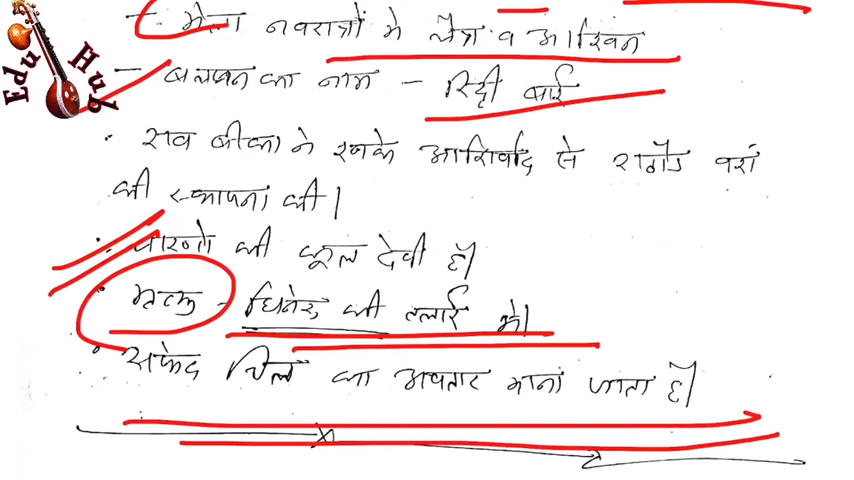 Edu Hub
- मेला नवरात्रों मे चैत्र व आश्विन
- बचपन का नाम - रिद्दी बाई
· राव बीका ने इनके आशिर्वाद से राठौड वंश
की स्थापना की।
· चारणो की कूल देवी है।
· मृत्यु - धिनेरु की तलाई मे।
· सफेद चिल का अवतार माना जाता है।